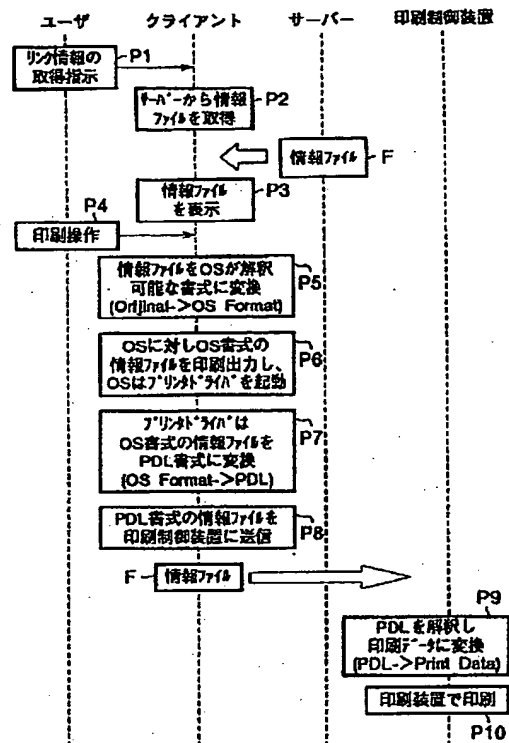 ユーザ クライアント サーバー 印刷制御装置
リンク情報の
取得指示
P1
サーバーから情報
ファイルを取得
P2
情報ファイル
F
情報ファイル
を表示
P3
P4
印刷操作
情報ファイルをOSが解釈
可能な書式に変換
(Orijinal->OS Format)
P5
OSに対しOS書式の
情報ファイルを印刷出力し、
OSはプリンタドライバを起動
P6
プリンタドライバは
OS書式の情報ファイルを
PDL書式に変換
(OS Format->PDL)
P7
PDL書式の情報ファイルを
印刷制御装置に送信
P8
F
情報ファイル
P9
PDLを解釈し
印刷データに変換
(PDL->Print Data)
印刷装置で印刷
P10